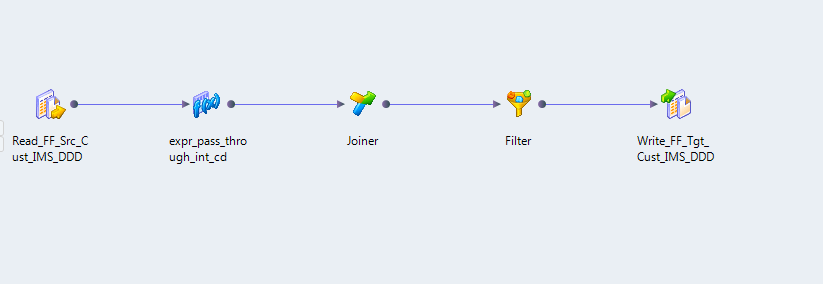 Read_FF_Src_C
ust_IMS_DDD
expr_pass_thro
ugh_int_cd
Joiner
Filter
Write_FF_Tgt_
Cust_IMS_DDD